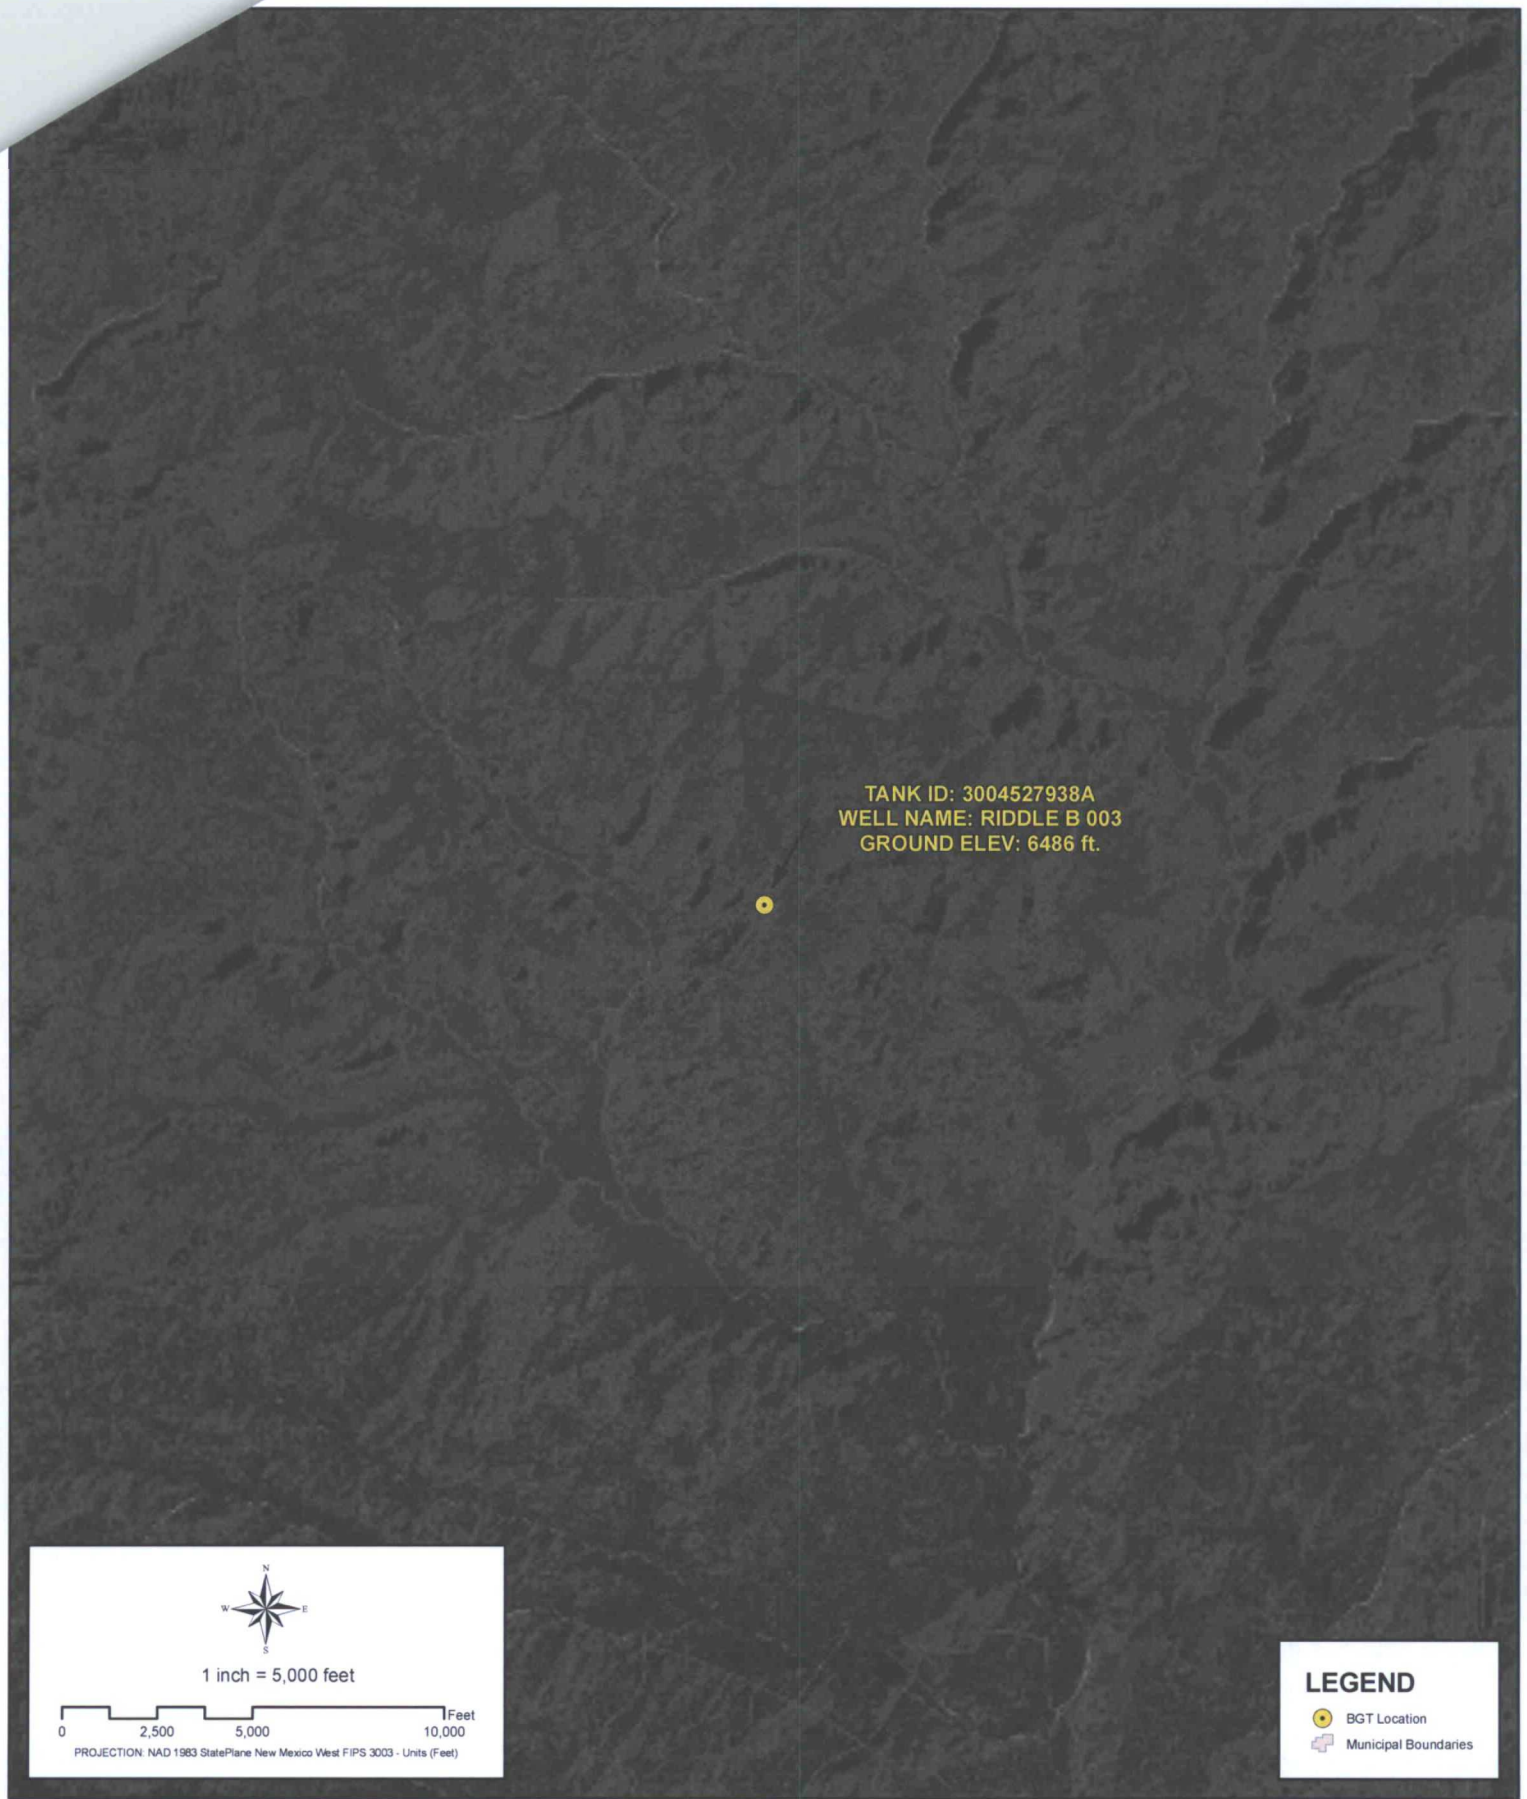 TANK ID: 3004527938A
WELL NAME: RIDDLE B 003
GROUND ELEV: 6486 ft.
N
W E
S
1 inch = 5,000 feet
Feet
0 2,500 5,000 10,000
PROJECTION: NAD 1983 StatePlane New Mexico West FIPS 3003 - Units (Feet)
LEGEND
BGT Location
Municipal Boundaries